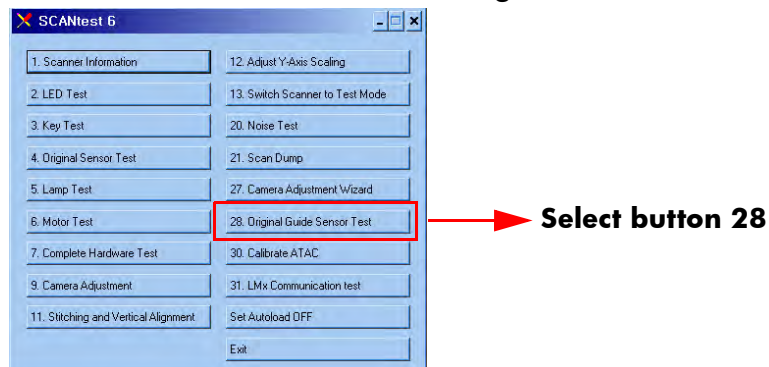 SCANtest 6
1. Scanner Information
2. LED Test
3. Key Test
4. Original Sensor Test
5. Lamp Test
6. Motor Test
7. Complete Hardware Test
9. Camera Adjustment
11. Stitching and Vertical Alignment
12. Adjust Y-Axis Scaling
13. Switch Scanner to Test Mode
20. Noise Test
21. Scan Dump
27. Camera Adjustment Wizard
28. Original Guide Sensor Test
30. Calibrate ATAC
31. LMx Communication test
Set Autoload OFF
Exit
Select button 28